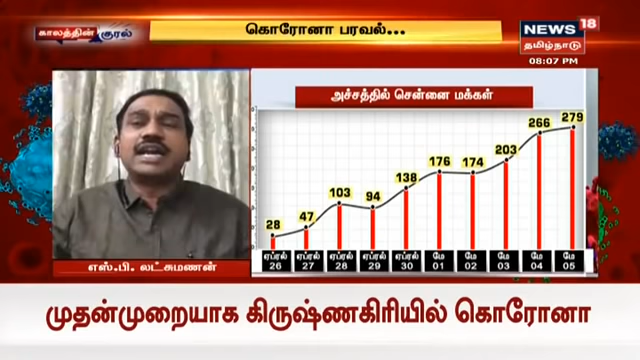 காலத்தின் குரல்
கொரோனா பரவல்...
NEWS 18
தமிழ்நாடு
08:07 PM
அச்சத்தில் சென்னை மக்கள்
28 47 103 94 138 176 174 203 266 279
ஏப்ரல் 26 ஏப்ரல் 27 ஏப்ரல் 28 ஏப்ரல் 29 ஏப்ரல் 30 மே 01 மே 02 மே 03 மே 04 மே 05
எஸ்.பி. லட்சுமணன்
முதன்முறையாக கிருஷ்ணகிரியில் கொரோனா